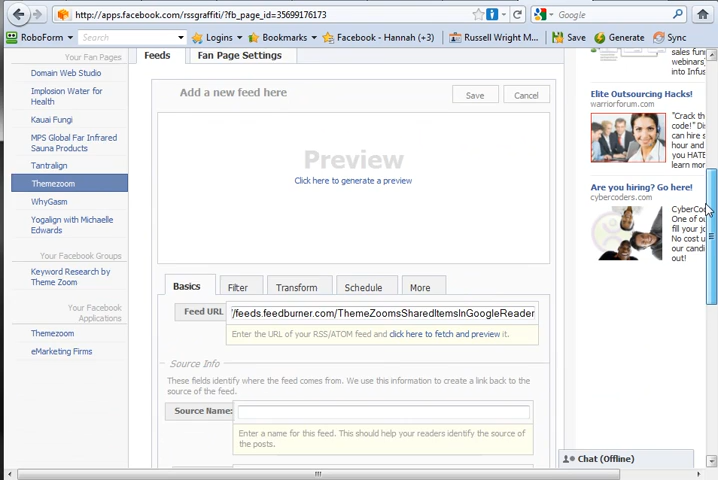 http://apps.facebook.com/rssgraffiti/?fb_page_id=35699176173
Google
RoboForm
Search
Logins
Bookmarks
Facebook - Hannah (+3)
Russell Wright M...
Save
Generate
Sync
Your Fan Pages
Domain Web Studio
Implosion Water for
Health
Kauai Fungi
MPS Global Far Infrared
Sauna Products
Tantralign
Themezoom
WhyGasm
Yogalign with Michaelle
Edwards
Your Facebook Groups
Keyword Research by
Theme Zoom
Your Facebook
Applications
Themezoom
eMarketing Firms
Feeds
Fan Page Settings
Add a new feed here
Save
Cancel
Preview
Click here to generate a preview
Basics
Filter
Transform
Schedule
More
Feed URL
/feeds.feedburner.com/ThemeZoomsSharedItemsInGoogleReader
Enter the URL of your RSS/ATOM feed and click here to fetch and preview it.
Source Info
These fields identify where the feed comes from. We use this information to create a link back to the
source of the feed.
Source Name:
Enter a name for this feed. This should help your readers identify the source of
the posts.
sales funn
webinars)
into Infus
Elite Outsourcing Hacks!
warriorforum.com
"Crack th
code!" Di
can hire s
hour and
you HATE
learn mor
Are you hiring? Go here!
cybercoders.com
CyberCod
One of ou
fill your jo
No cost u
out!
Chat (Offline)